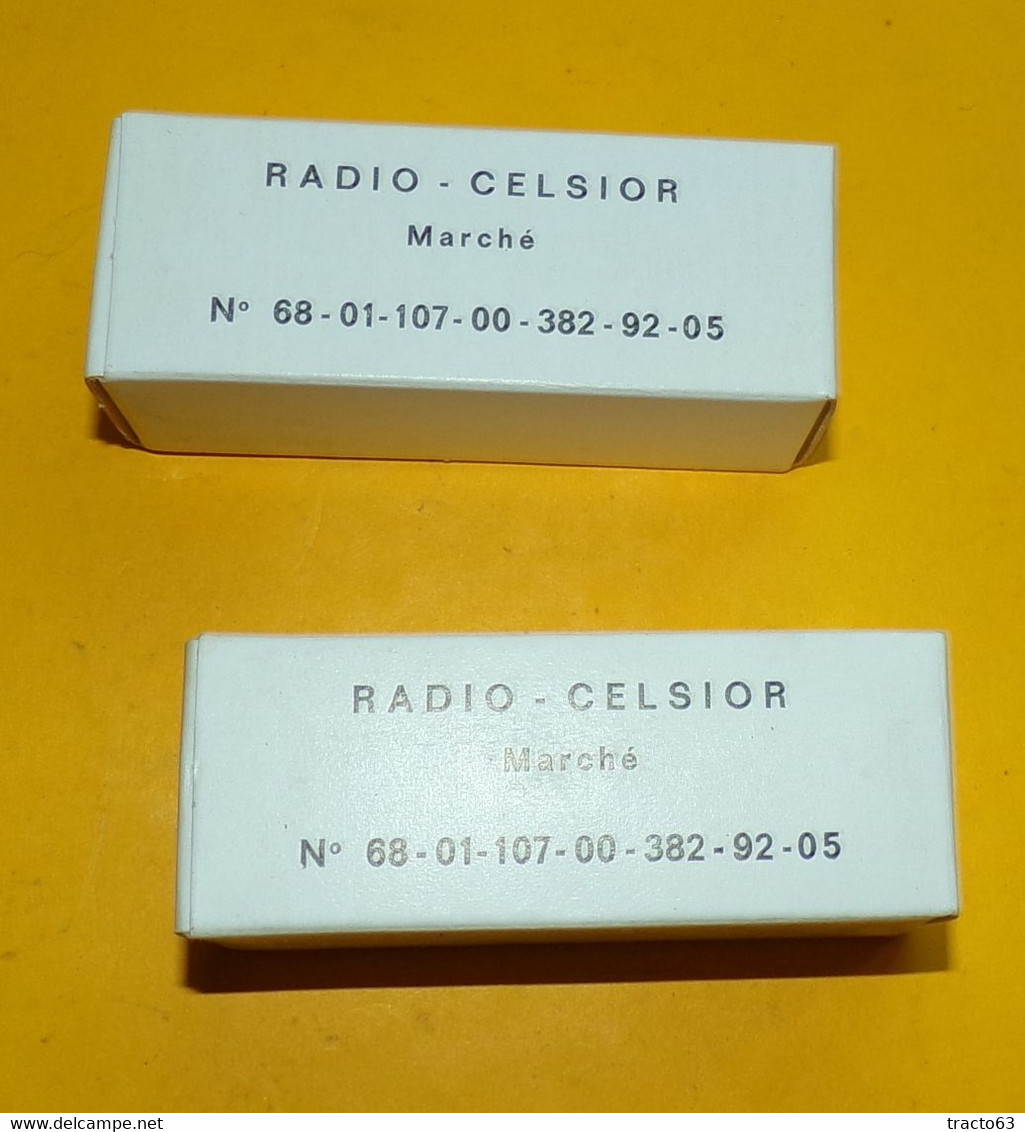 RADIO - CELSIOR
Marché
N° 68-01-107-00-382-92-05
RADIO - CELSIOR
Marché
N° 68-01-107-00-382-92-05
www.delcampe.net
tracto63